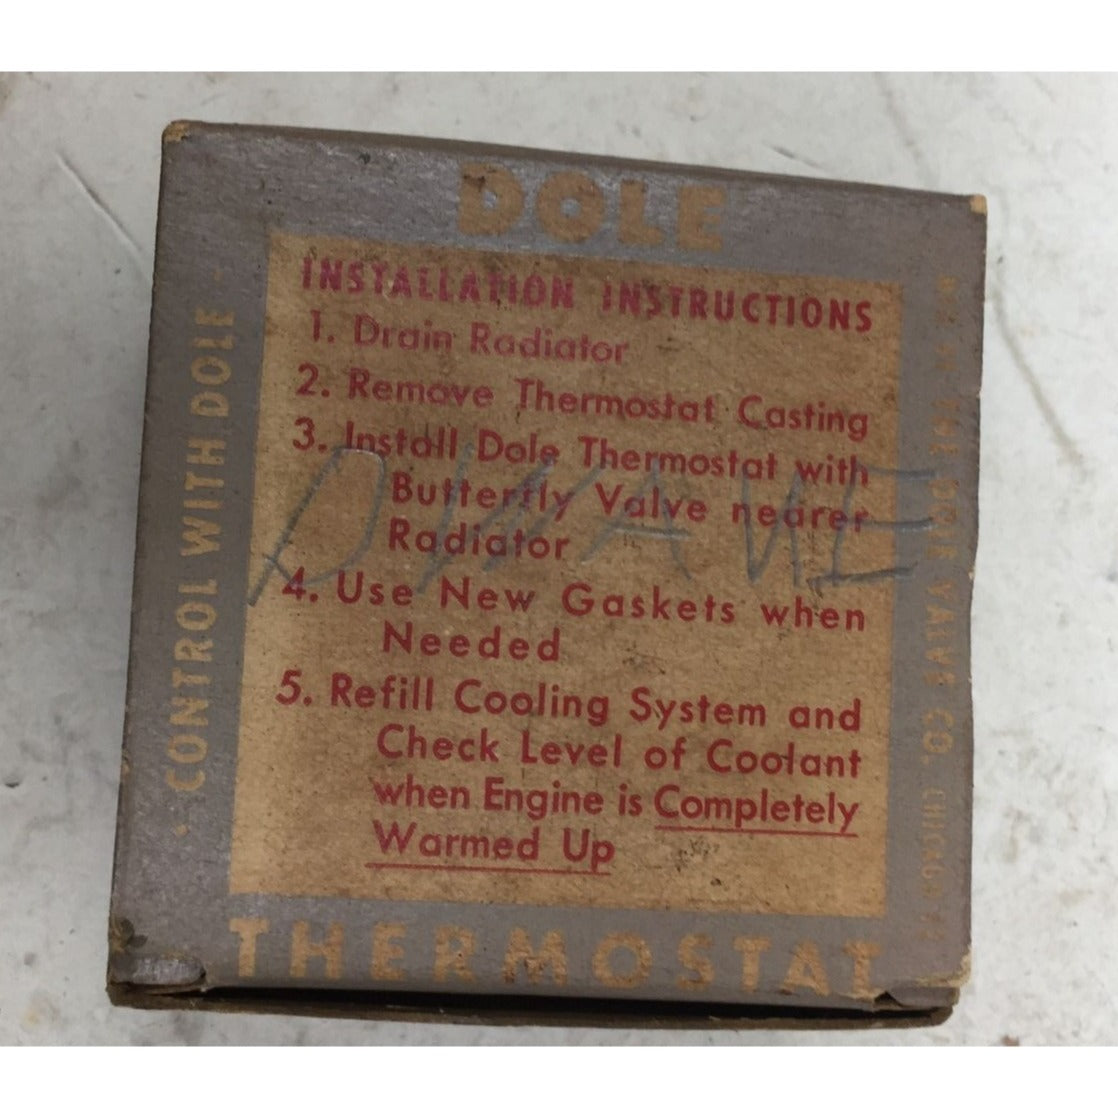 DOLE
INSTALLATION INSTRUCTIONS
1. Drain Radiator
2. Remove Thermostat Casting
3. Install Dole Thermostat with
Butterfly Valve nearer
Radiator
4. Use New Gaskets when
Needed
5. Refill Cooling System and
Check Level of Coolant
when Engine is Completely
Warmed Up
THERMOSTAT
CONTROL WITH DOLE
THE DOLE VALVE CO. CHICAGO